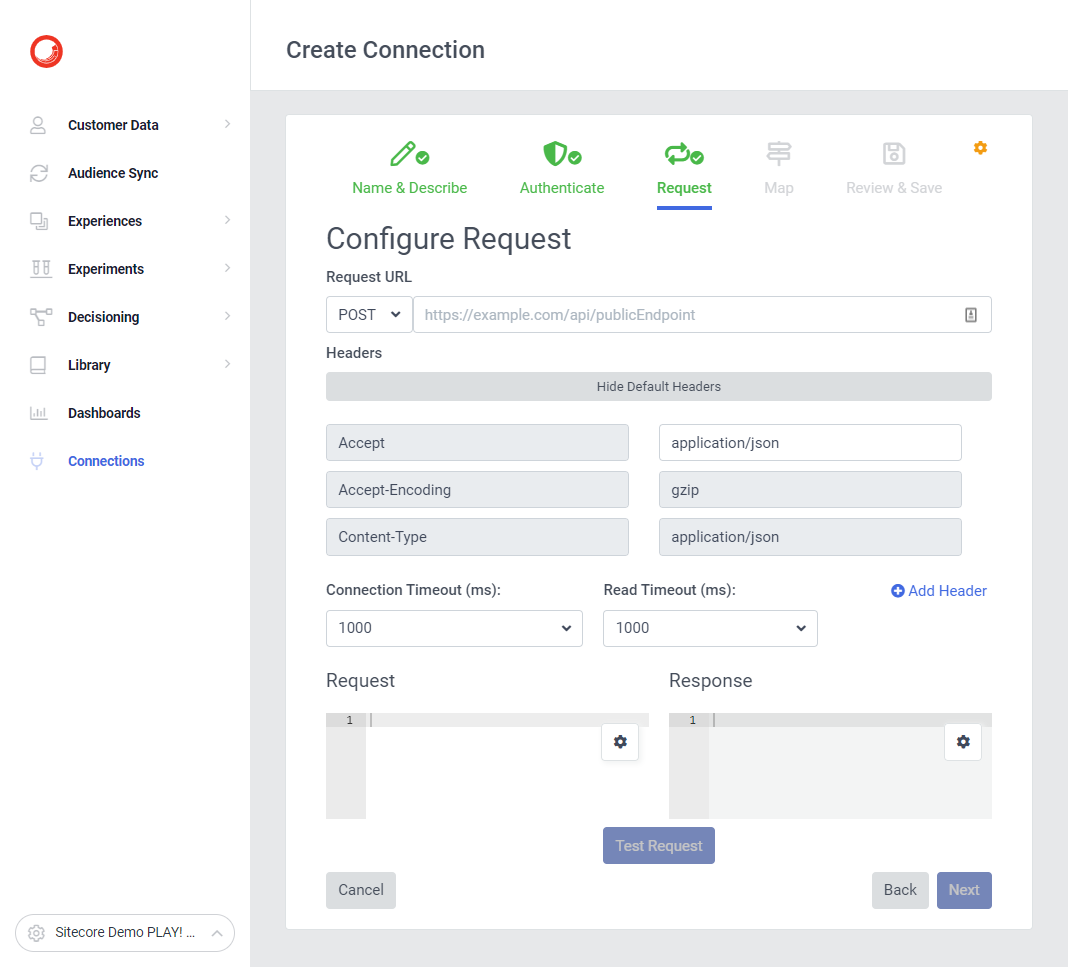 Create Connection
Customer Data
Audience Sync
Experiences
Experiments
Decisioning
Library
Dashboards
Connections
Sitecore Demo PLAY! ...
Name & Describe
Authenticate
Request
Map
Review & Save
Configure Request
Request URL
POST
https://example.com/api/publicEndpoint
Headers
Hide Default Headers
Accept
application/json
Accept-Encoding
gzip
Content-Type
application/json
Connection Timeout (ms):
Read Timeout (ms):
Add Header
1000
1000
Request
Response
1
1
Test Request
Cancel
Back
Next